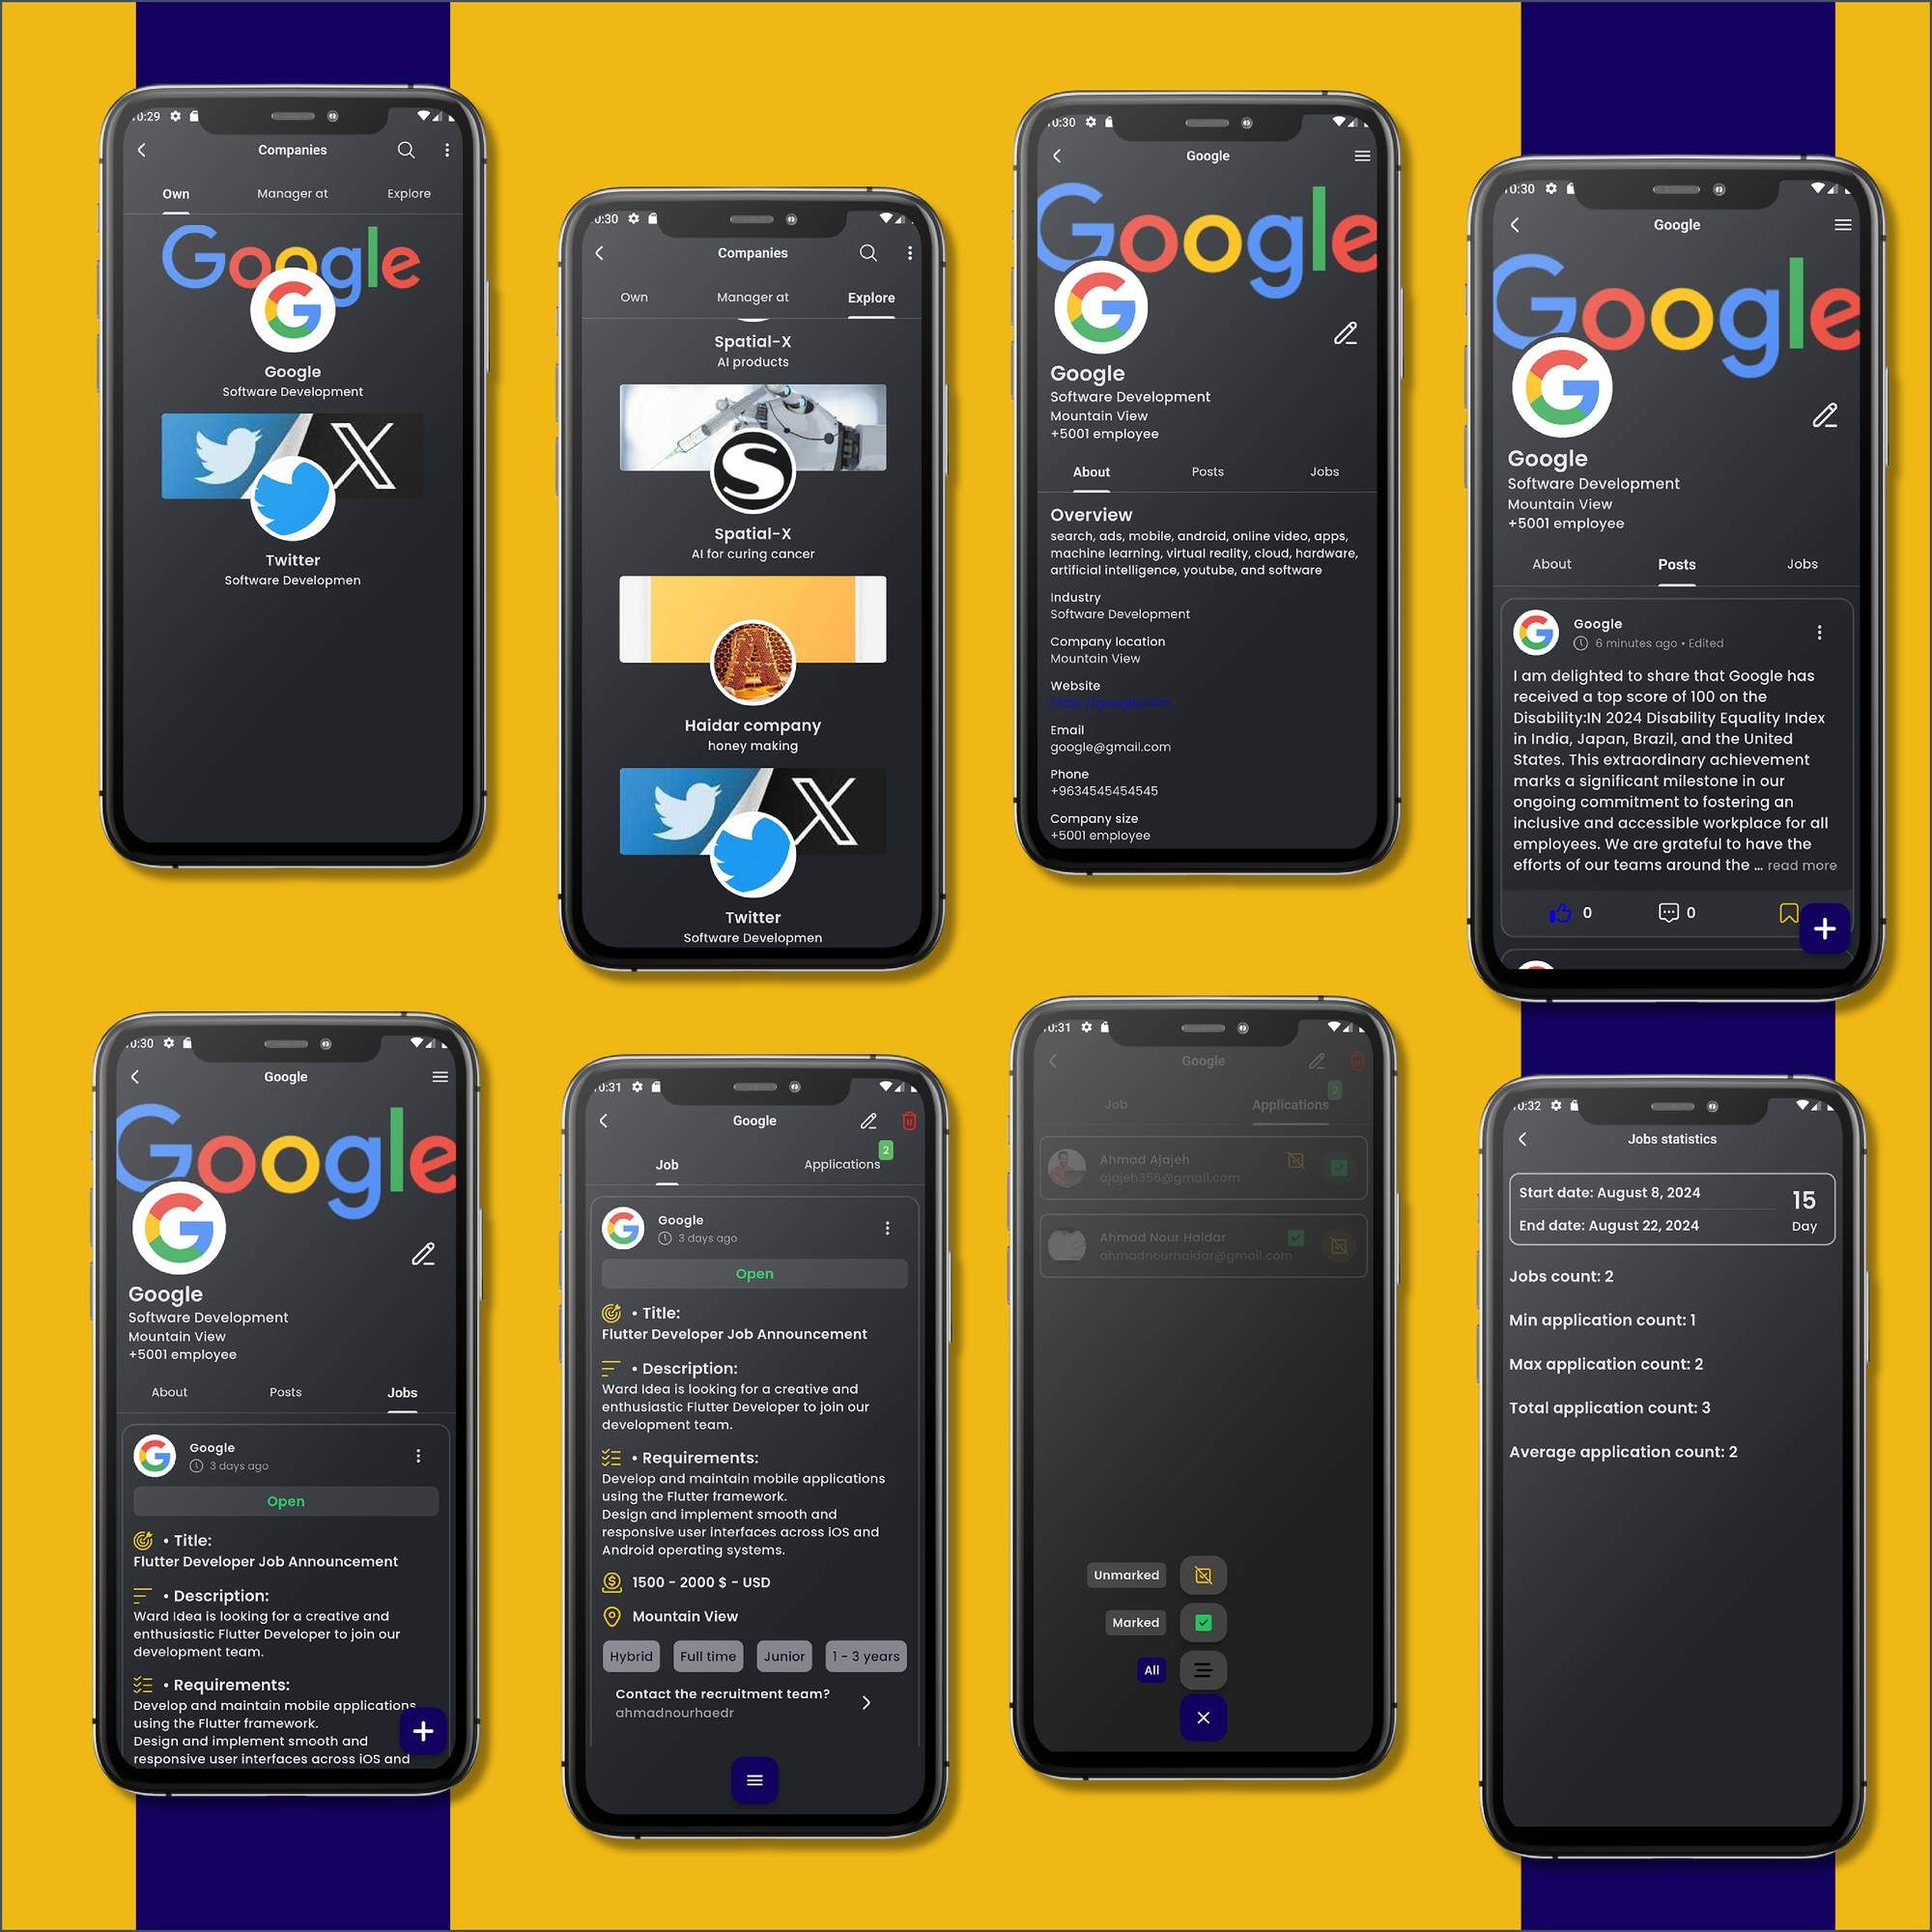 0:29
Companies
Own Manager at Explore
Google
G
Google
Software Development
X
Twitter
Software Developmen
0:30
Companies
Own Manager at Explore
Spatial-X
AI products
S
Spatial-X
AI for curing cancer
Haidar company
honey making
X
Twitter
Software Developmen
0:30
Google
Google
G
Google
Software Development
Mountain View
+5001 employee
About Posts Jobs
Overview
search, ads, mobile, android, online video, apps,
machine learning, virtual reality, cloud, hardware,
artificial intelligence, youtube, and software
Industry
Software Development
Company location
Mountain View
Website
https://google.com
Email
google@gmail.com
Phone
+9634545454545
Company size
+5001 employee
0:30
Google
Google
G
Google
Software Development
Mountain View
+5001 employee
About Posts Jobs
G
Google
6 minutes ago • Edited
I am delighted to share that Google has
received a top score of 100 on the
Disability:IN 2024 Disability Equality Index
in India, Japan, Brazil, and the United
States. This extraordinary achievement
marks a significant milestone in our
ongoing commitment to fostering an
inclusive and accessible workplace for all
employees. We are grateful to have the
efforts of our teams around the ... read more
0 0
+
0:30
Google
Google
G
Google
Software Development
Mountain View
+5001 employee
About Posts Jobs
G
Google
3 days ago
Open
• Title:
Flutter Developer Job Announcement
• Description:
Ward Idea is looking for a creative and
enthusiastic Flutter Developer to join our
development team.
• Requirements:
Develop and maintain mobile applications
using the Flutter framework.
Design and implement smooth and
responsive user interfaces across iOS and
+
0:31
Google
2
Job Applications
G
Google
3 days ago
Open
• Title:
Flutter Developer Job Announcement
• Description:
Ward Idea is looking for a creative and
enthusiastic Flutter Developer to join our
development team.
• Requirements:
Develop and maintain mobile applications
using the Flutter framework.
Design and implement smooth and
responsive user interfaces across iOS and
Android operating systems.
1500 - 2000 $ - USD
Mountain View
Hybrid Full time Junior 1 - 3 years
Contact the recruitment team?
ahmadnourhaedr
0:31
Google
2
Job Applications
Ahmad Ajajeh
ajajeh356@gmail.com
Ahmad Nour Haidar
ahmadnourhaidar@gmail.com
Unmarked
Marked
All
0:32
Jobs statistics
Start date: August 8, 2024
End date: August 22, 2024
15
Day
Jobs count: 2
Min application count: 1
Max application count: 2
Total application count: 3
Average application count: 2